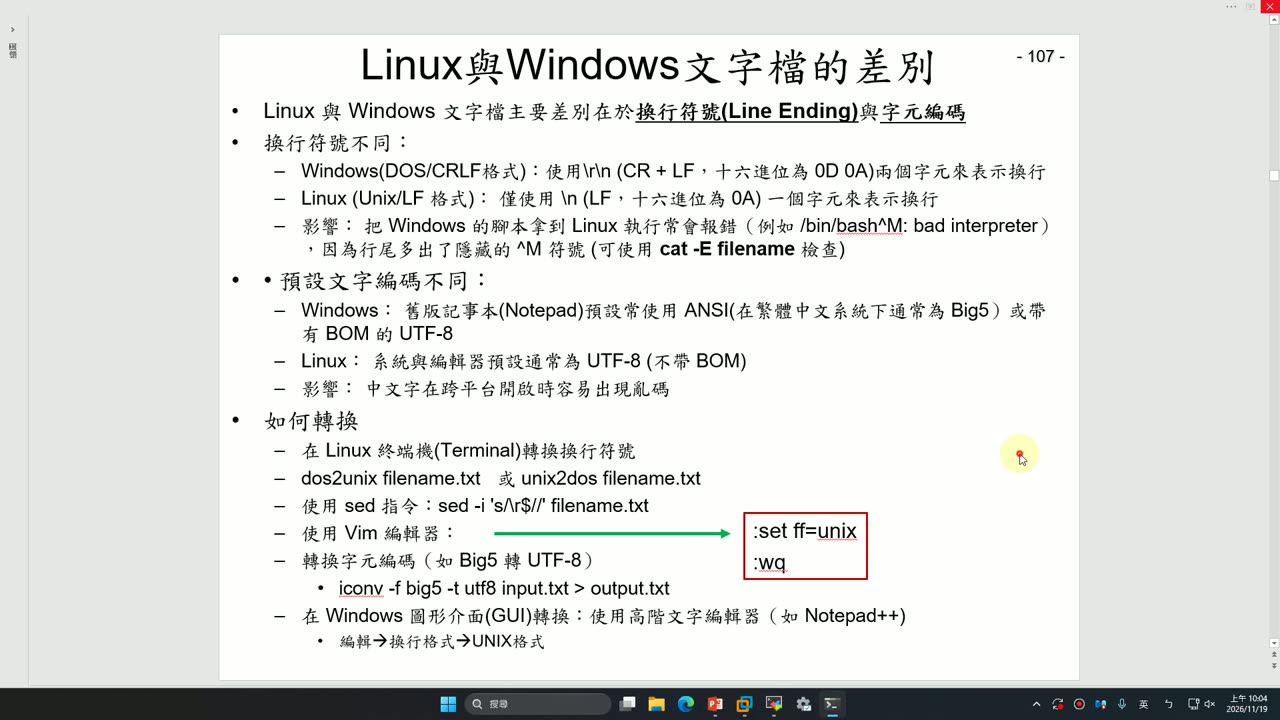 Linux與Windows文字檔的差別
- 107 -
• Linux 與 Windows 文字檔主要差別在於換行符號(Line Ending)與字元編碼
• 換行符號不同：
– Windows(DOS/CRLF格式)：使用\r\n (CR + LF，十六進位為 0D 0A)兩個字元來表示換行
– Linux (Unix/LF 格式)： 僅使用 \n (LF，十六進位為 0A) 一個字元來表示換行
– 影響： 把 Windows 的腳本拿到 Linux 執行常會報錯（例如 /bin/bash^M: bad interpreter）
，因為行尾多出了隱藏的 ^M 符號 (可使用 cat -E filename 檢查)
• • 預設文字編碼不同：
– Windows： 舊版記事本(Notepad)預設常使用 ANSI(在繁體中文系統下通常為 Big5）或帶
有 BOM 的 UTF-8
– Linux： 系統與編輯器預設通常為 UTF-8 (不帶 BOM)
– 影響： 中文字在跨平台開啟時容易出現亂碼
• 如何轉換
– 在 Linux 終端機(Terminal)轉換換行符號
– dos2unix filename.txt 或 unix2dos filename.txt
– 使用 sed 指令：sed -i 's/\r$//' filename.txt
– 使用 Vim 編輯器：
:set ff=unix
:wq
– 轉換字元編碼（如 Big5 轉 UTF-8）
• iconv -f big5 -t utf8 input.txt > output.txt
– 在 Windows 圖形介面(GUI)轉換：使用高階文字編輯器（如 Notepad++)
• 編輯→換行格式→UNIX格式
搜尋
英
ㄅ
上午 10:04
2026/11/19